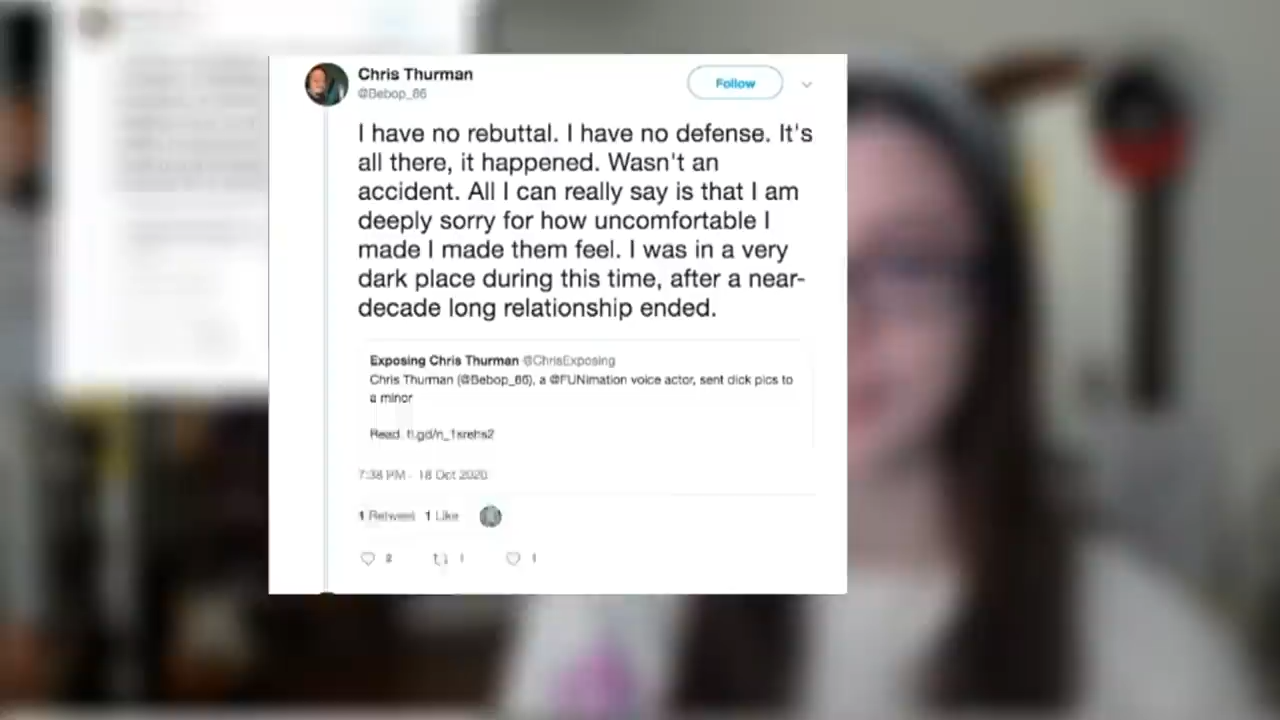 Chris Thurman
@Bebop_66
Follow
I have no rebuttal. I have no defense. It's
all there, it happened. Wasn't an
accident. All I can really say is that I am
deeply sorry for how uncomfortable I
made I made them feel. I was in a very
dark place during this time, after a near-
decade long relationship ended.
Exposing Chris Thurman @ChrisExposing
Chris Thurman (@Bebop_66), a @FUNimation voice actor, sent dick pics to
a minor
Read.
7:38 PM - 18 Oct 2020
1 Retweet 1 Like
1
1